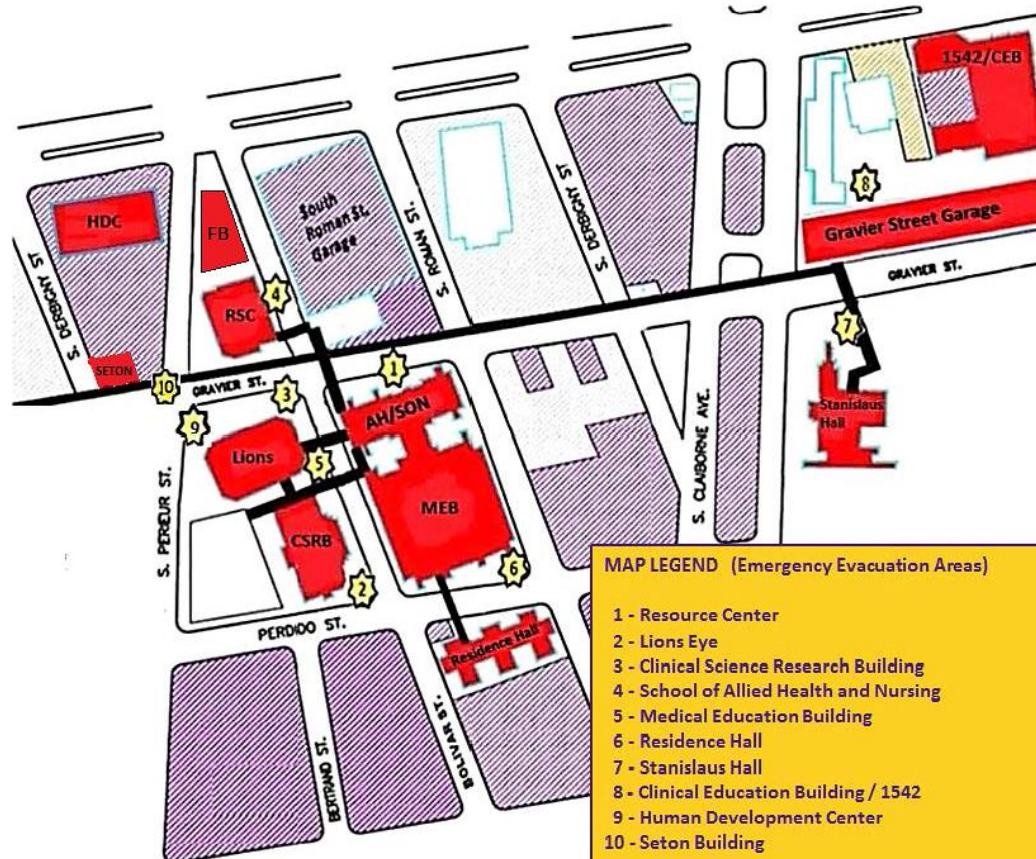 1542/CEB
8
HDC
FB
South
Roman St.
Garage
S. ROMAN ST.
S. DERBIGNY ST.
Gravier Street Garage
GRAVIER ST.
S. DERBIGNY ST.
RSC
4
7
SETON
10
GRAVIER ST.
1
3
9
AH/SON
Stanislaus
Hall
Lions
5
S. PERIEUR ST.
MEB
S. CLAIBORNE AVE.
CSRB
6
2
PERDIDO ST.
Residence Hall
BERTRAND ST.
BOLIVAR ST.
MAP LEGEND (Emergency Evacuation Areas)
1 - Resource Center
2 - Lions Eye
3 - Clinical Science Research Building
4 - School of Allied Health and Nursing
5 - Medical Education Building
6 - Residence Hall
7 - Stanislaus Hall
8 - Clinical Education Building / 1542
9 - Human Development Center
10 - Seton Building